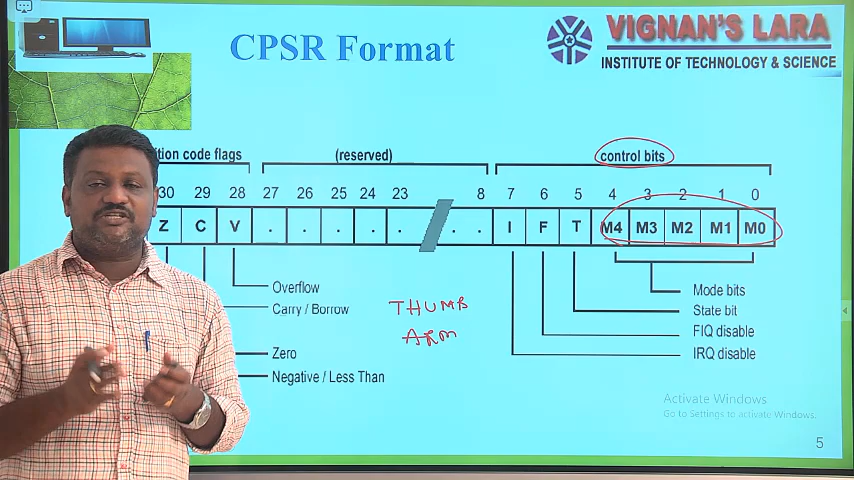 CPSR Format
VIGNAN'S LARA
INSTITUTE OF TECHNOLOGY & SCIENCE
code flags
(reserved)
control bits
30 29 28 27 26 25 24 23 8 7 6 5 4 3 2 1 0
Z C V . . . . . . . I F T M4 M3 M2 M1 M0
Overflow
Carry / Borrow
Zero
Negative / Less Than
THUMB
ARM
Mode bits
State bit
FIQ disable
IRQ disable
Activate Windows
Go to Settings to activate Windows.
5